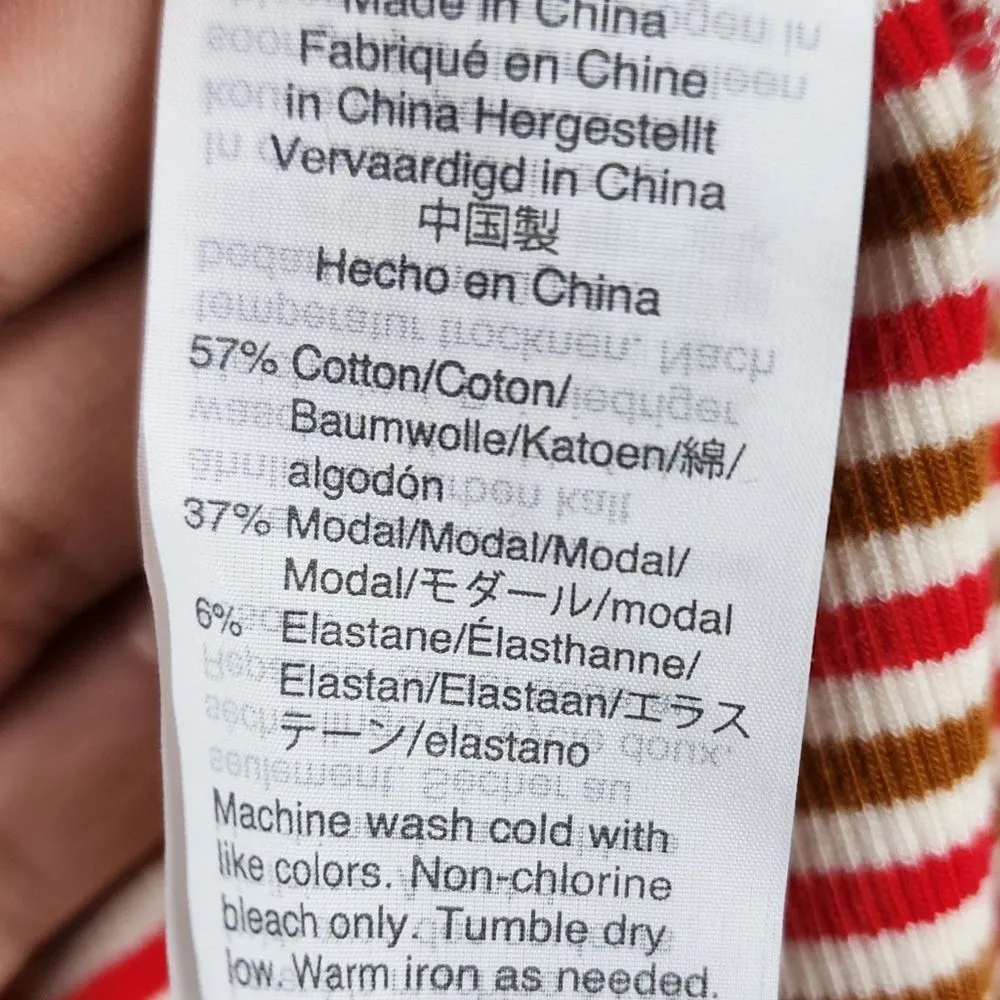 Made in China
Fabriqué en Chine
in China Hergestellt
Vervaardigd in China
中国製
Hecho en China
57% Cotton/Coton/
Baumwolle/Katoen/綿/
algodón
37% Modal/Modal/Modal/
Modal/モダール/modal
6% Elastane/Élasthanne/
Elastan/Elastaan/エラス
テーン/elastano
Machine wash cold with
like colors. Non-chlorine
bleach only. Tumble dry
low. Warm iron as needed.